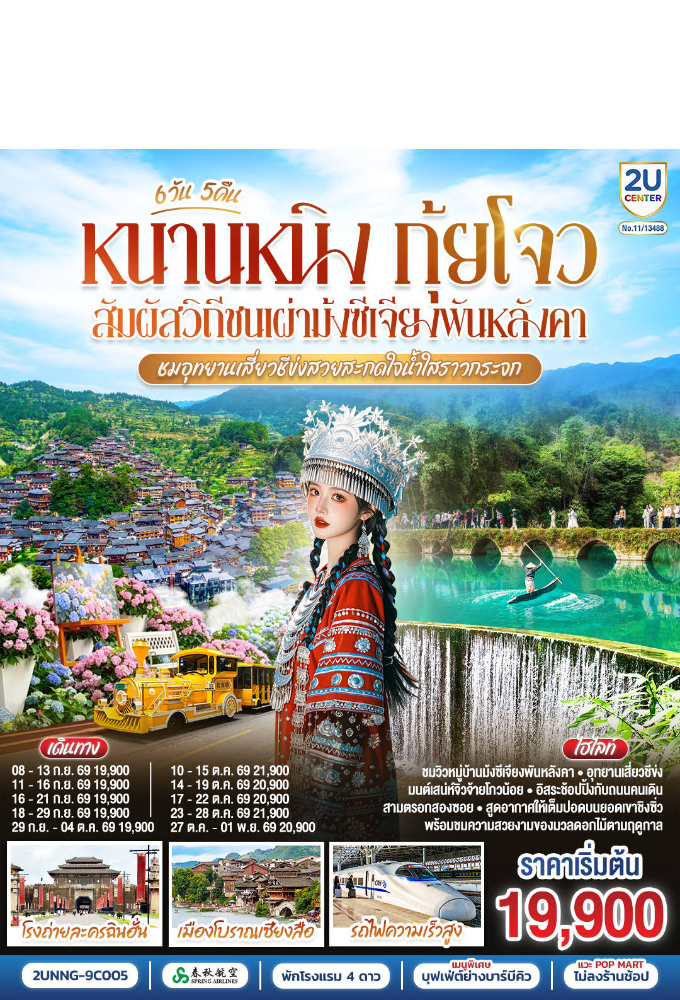 2U
CENTER
No.11/13488
6วัน 5คืน
หนานหนิง กุ้ยโจว
สัมผัสวิถีชนเผ่าม้งซีเจียงพันหลังคา
ชมอุทยานเสี่ยวชีข่งสวยสะกดใจน้ำใสราวกระจก
เดินทาง
08 - 13 ก.ย. 69 19,900
11 - 16 ก.ย. 69 19,900
16 - 21 ก.ย. 69 19,900
18 - 29 ก.ย. 69 19,900
29 ก.ย. - 04 ต.ค. 69 19,900
10 - 15 ต.ค. 69 21,900
14 - 19 ต.ค. 69 20,900
17 - 22 ต.ค. 69 20,900
23 - 28 ต.ค. 69 21,900
27 ต.ค. - 01 พ.ย. 69 20,900
ไฮไลท์
ชมวิวหมู่บ้านม้งซีเจียงพันหลังคา • อุทยานเสี่ยวชีข่ง
มนต์เสน่ห์จิ่วจ้ายโกวน้อย • อิสระช้อปปิ้งกับถนนคนเดิน
สามตรอกสองซอย • สูดอากาศให้เต็มปอดบนยอดเขาชิงซิ่ว
พร้อมชมความสวยงามของมวลดอกไม้ตามฤดูกาล
โรงถ่ายละครฉินฮั่น
เมืองโบราณเซี่ยงสือ
CRH
รถไฟความเร็วสูง
ราคาเริ่มต้น
19,900
2UNNG-9C005
春秋航空
SPRING AIRLINES
พักโรงแรม 4 ดาว
เมนูพิเศษ
บุฟเฟ่ต์ย่างบาร์บีคิว
แวะ POP MART
ไม่ลงร้านช้อป